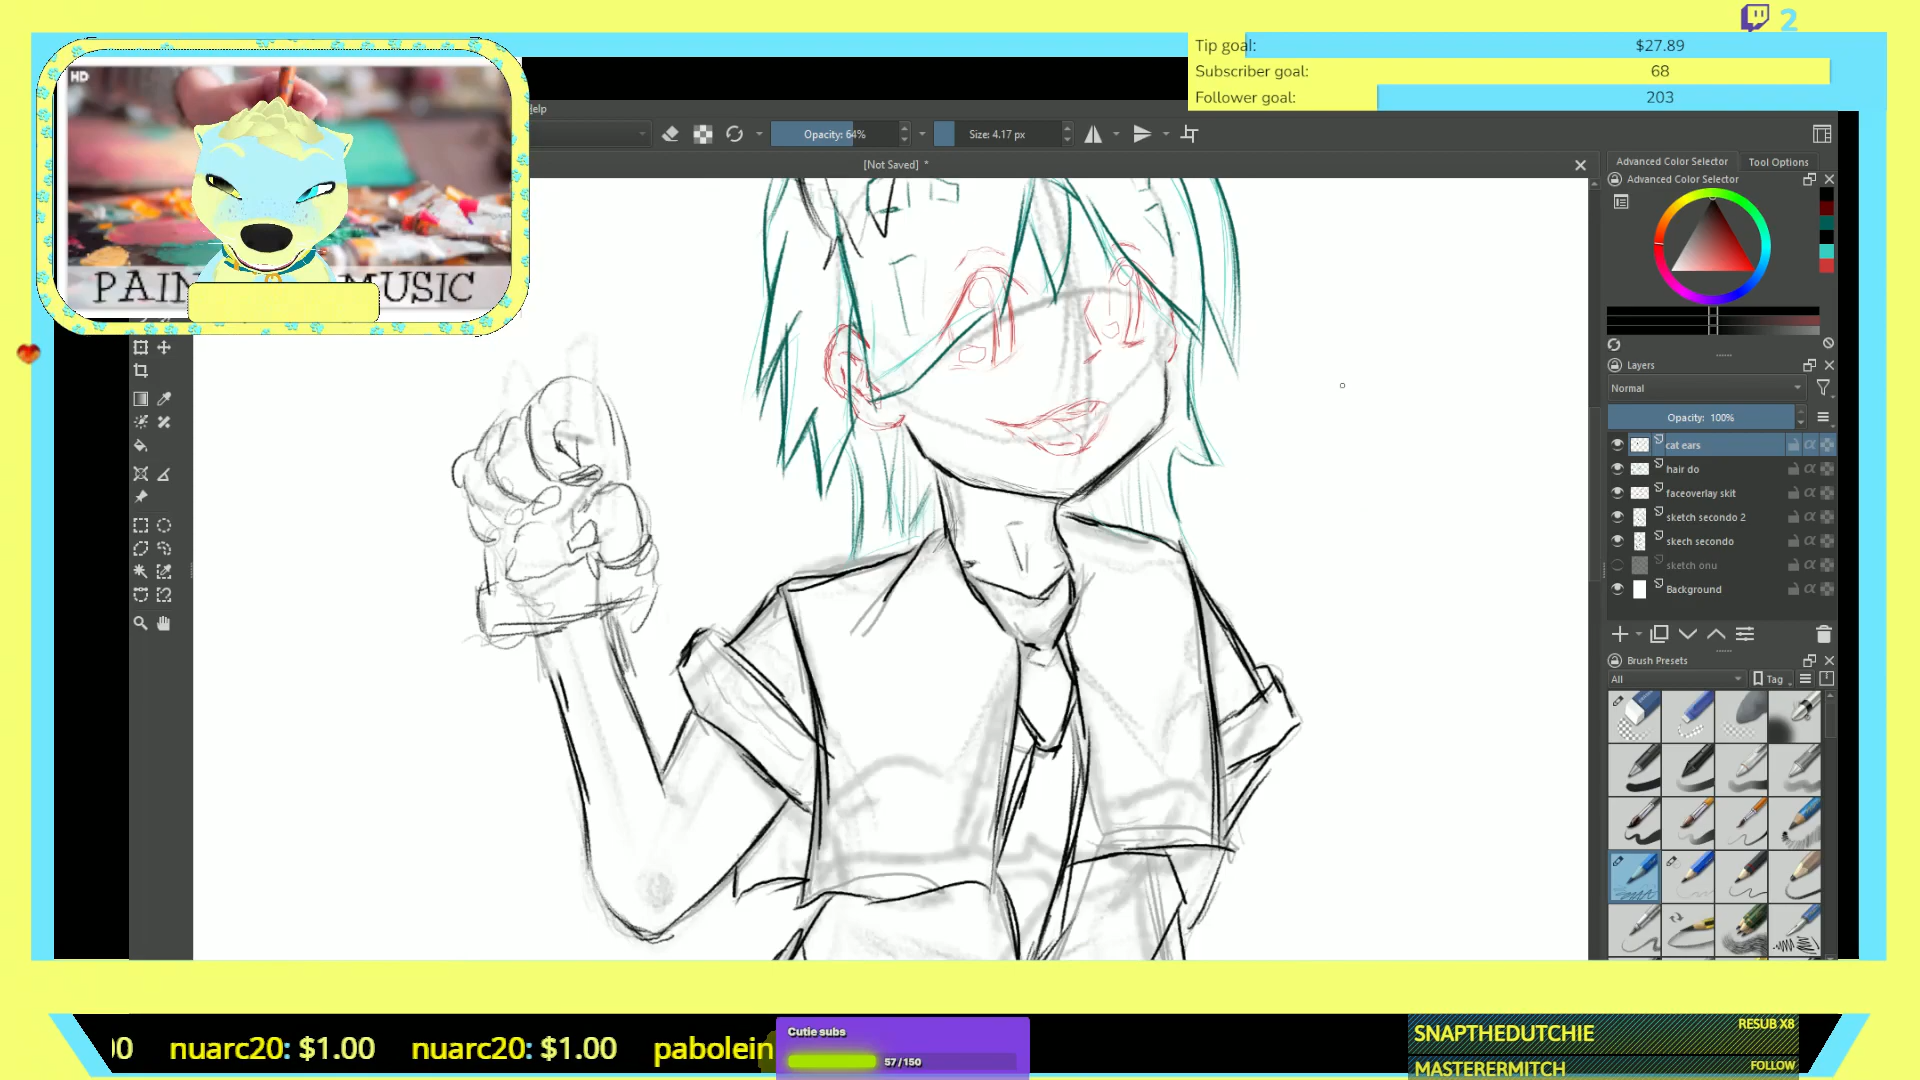 2
Tip goal: $27.89
Subscriber goal: 68
Follower goal: 203
HD
elp
Opacity: 64%
Size: 4.17 px
[Not Saved] *
Advanced Color Selector
Tool Options
Advanced Color Selector
PAIN MUSIC
Layers
Normal
Opacity: 100%
cat ears
hair do
faceoverlay skit
sketch secondo 2
skech secondo
sketch onu
Background
Brush Presets
All
Tag
00 nuarc20: $1.00 nuarc20: $1.00 pabolein
Cutie subs
57/150
SNAPTHEDUTCHIE RESUB X8
MASTERERMITCH FOLLOW